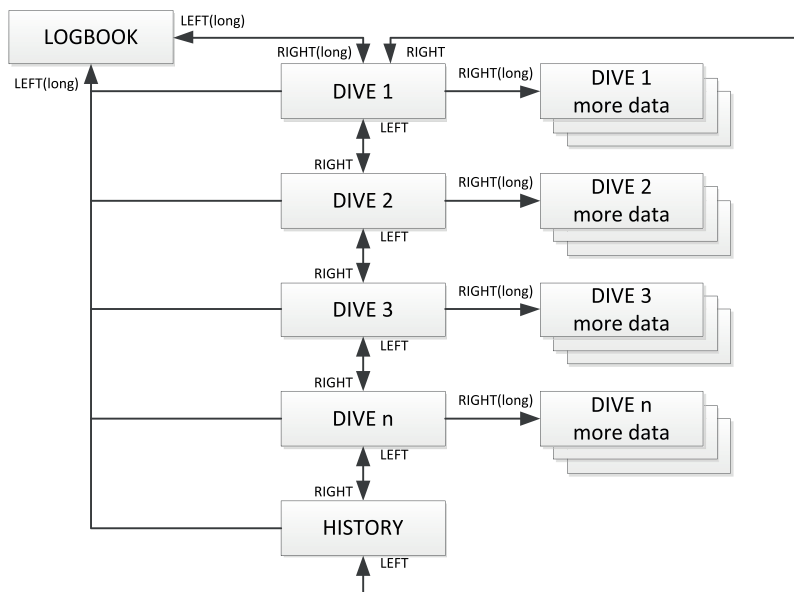 LEFT(long)
LOGBOOK
RIGHT(long)
RIGHT
LEFT(long)
RIGHT(long)
DIVE 1
DIVE 1
more data
LEFT
RIGHT
RIGHT(long)
DIVE 2
DIVE 2
more data
LEFT
RIGHT
RIGHT(long)
DIVE 3
DIVE 3
more data
LEFT
RIGHT
RIGHT(long)
DIVE n
DIVE n
more data
LEFT
RIGHT
HISTORY
LEFT